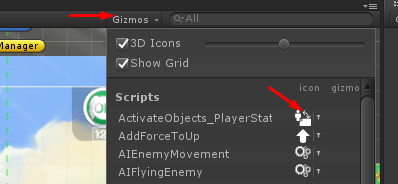 Gizmos
All
Manager
3D Icons
Show Grid
icon gizmo
Scripts
ActivateObjects_PlayerStat
AddForceToUp
AIEnemyMovement
AIFlyingEnemy